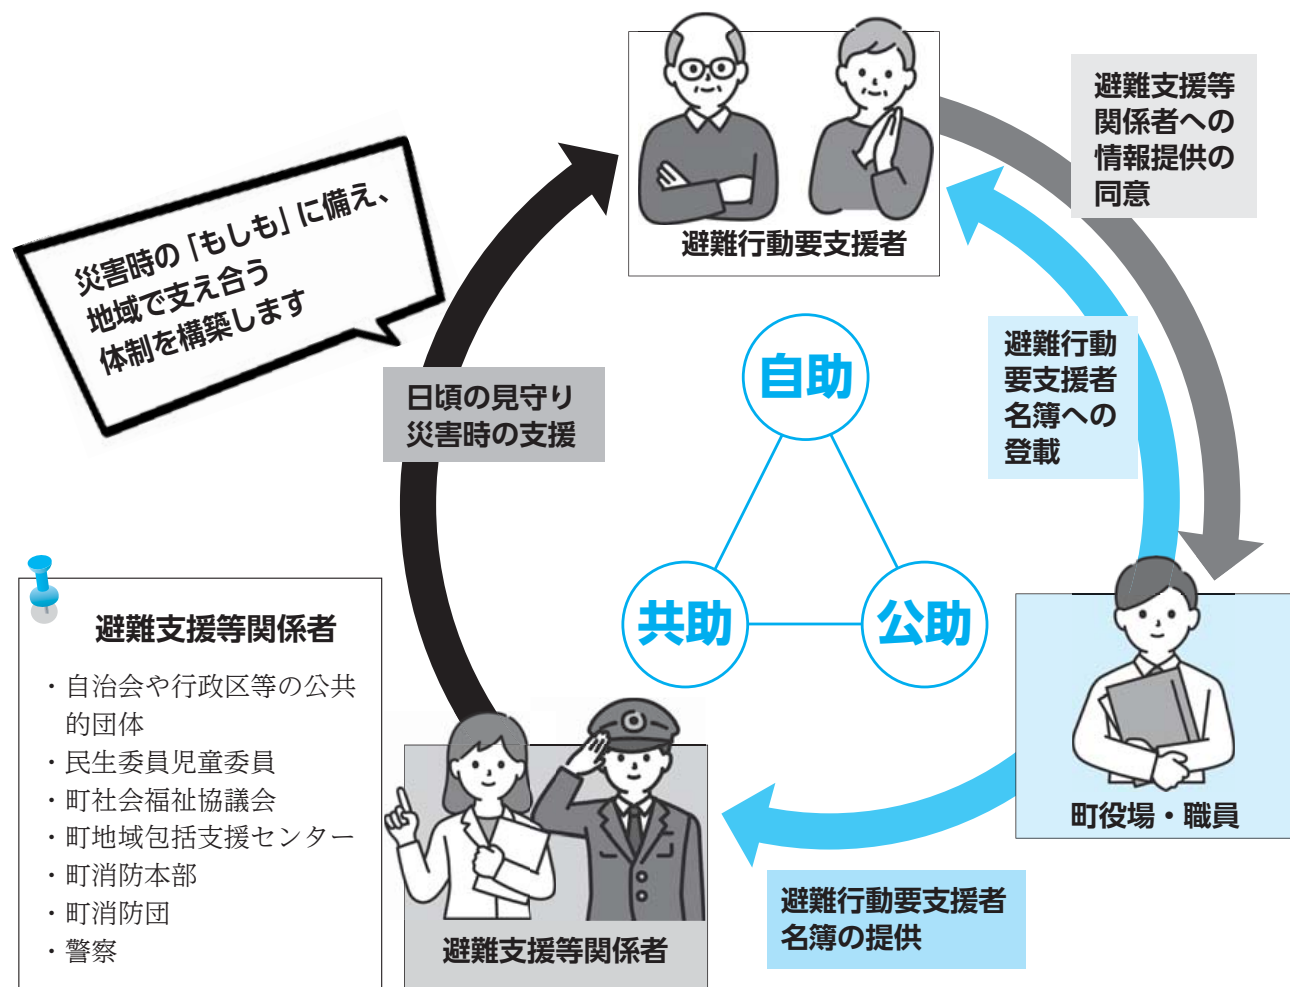 避難支援等
関係者への
情報提供の
同意
災害時の「もしも」に備え、
地域で支え合う
体制を構築します
避難行動要支援者
避難行動
要支援者
名簿への
登載
日頃の見守り
災害時の支援
自助
共助
公助
避難支援等関係者
・自治会や行政区等の公共
的団体
・民生委員児童委員
・町社会福祉協議会
・町地域包括支援センター
・町消防本部
・町消防団
・警察
町役場・職員
避難行動要支援者
名簿の提供
避難支援等関係者